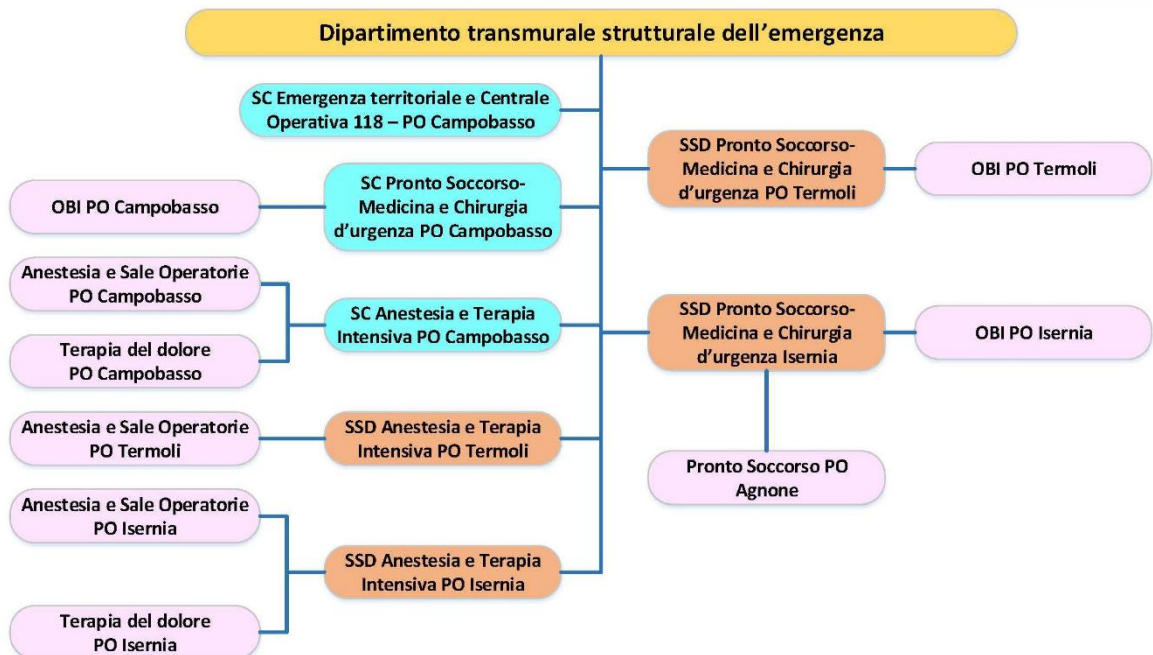 Dipartimento transmurale strutturale dell’emergenza
SC Emergenza territoriale e Centrale
Operativa 118 – PO Campobasso
SSD Pronto Soccorso-
Medicina e Chirurgia
d’urgenza PO Termoli
OBI PO Termoli
SC Pronto Soccorso-
Medicina e Chirurgia
d’urgenza PO Campobasso
OBI PO Campobasso
Anestesia e Sale Operatorie
PO Campobasso
SC Anestesia e Terapia
Intensiva PO Campobasso
Terapia del dolore
PO Campobasso
SSD Pronto Soccorso-
Medicina e Chirurgia
d’urgenza Isernia
OBI PO Isernia
Anestesia e Sale Operatorie
PO Termoli
SSD Anestesia e Terapia
Intensiva PO Termoli
Pronto Soccorso PO
Agnone
Anestesia e Sale Operatorie
PO Isernia
SSD Anestesia e Terapia
Intensiva PO Isernia
Terapia del dolore
PO Isernia